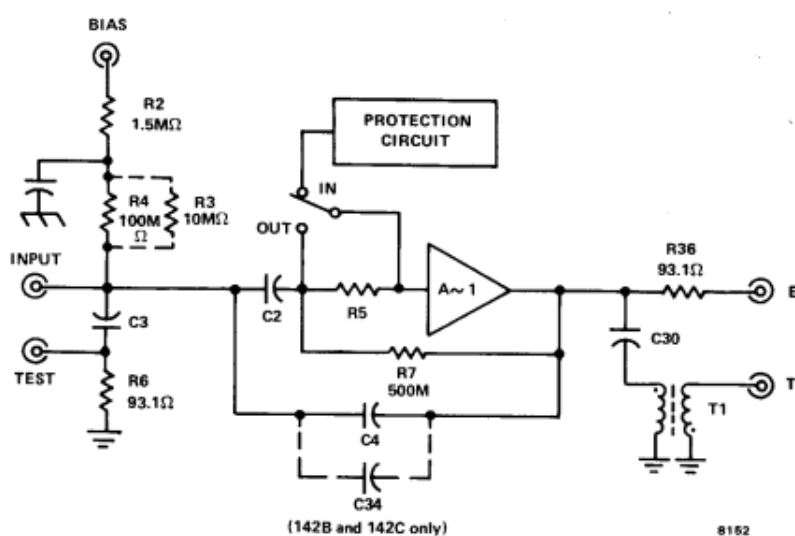 BIAS
R2
1.5MΩ
PROTECTION
CIRCUIT
IN
R4
100M
Ω
R3
10MΩ
OUT
INPUT
R36
93.1Ω
A~1
E
C3
C2
R5
C30
TEST
R7
500M
T
R6
93.1Ω
T1
C4
C34
(142B and 142C only)
8152